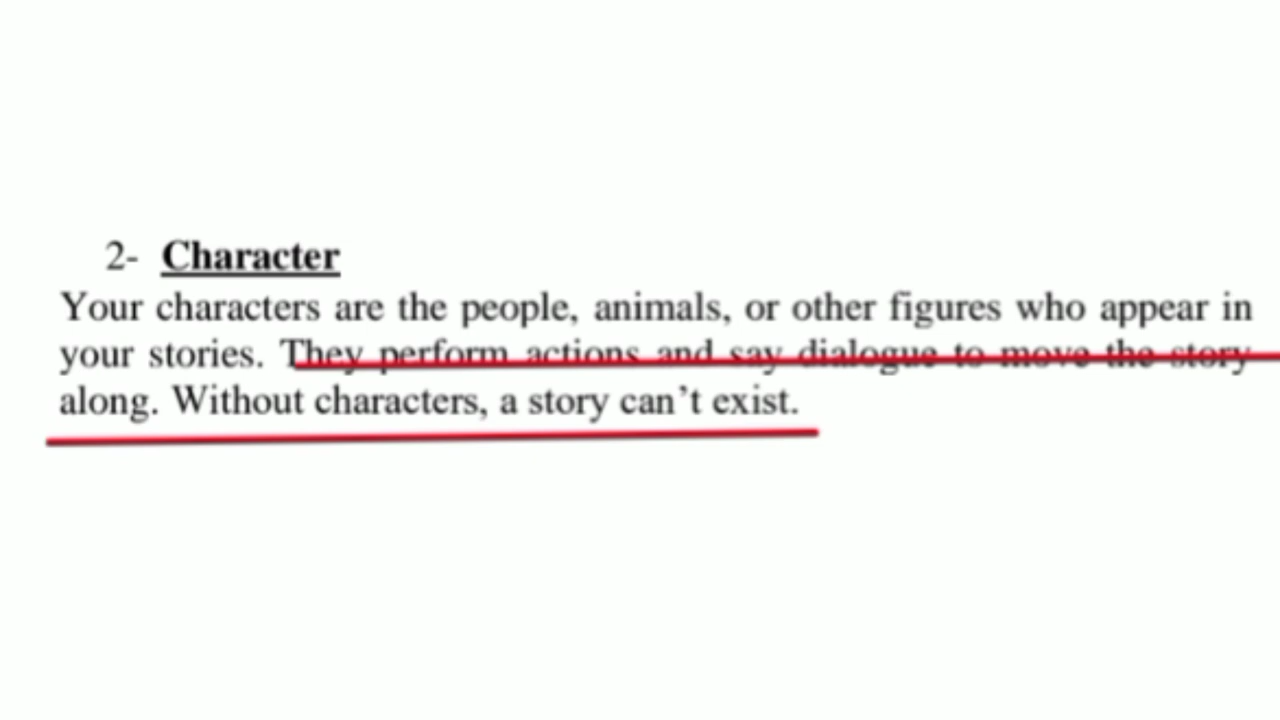 2- Character
Your characters are the people, animals, or other figures who appear in
your stories. They perform actions and say dialogue to move the story
along. Without characters, a story can’t exist.